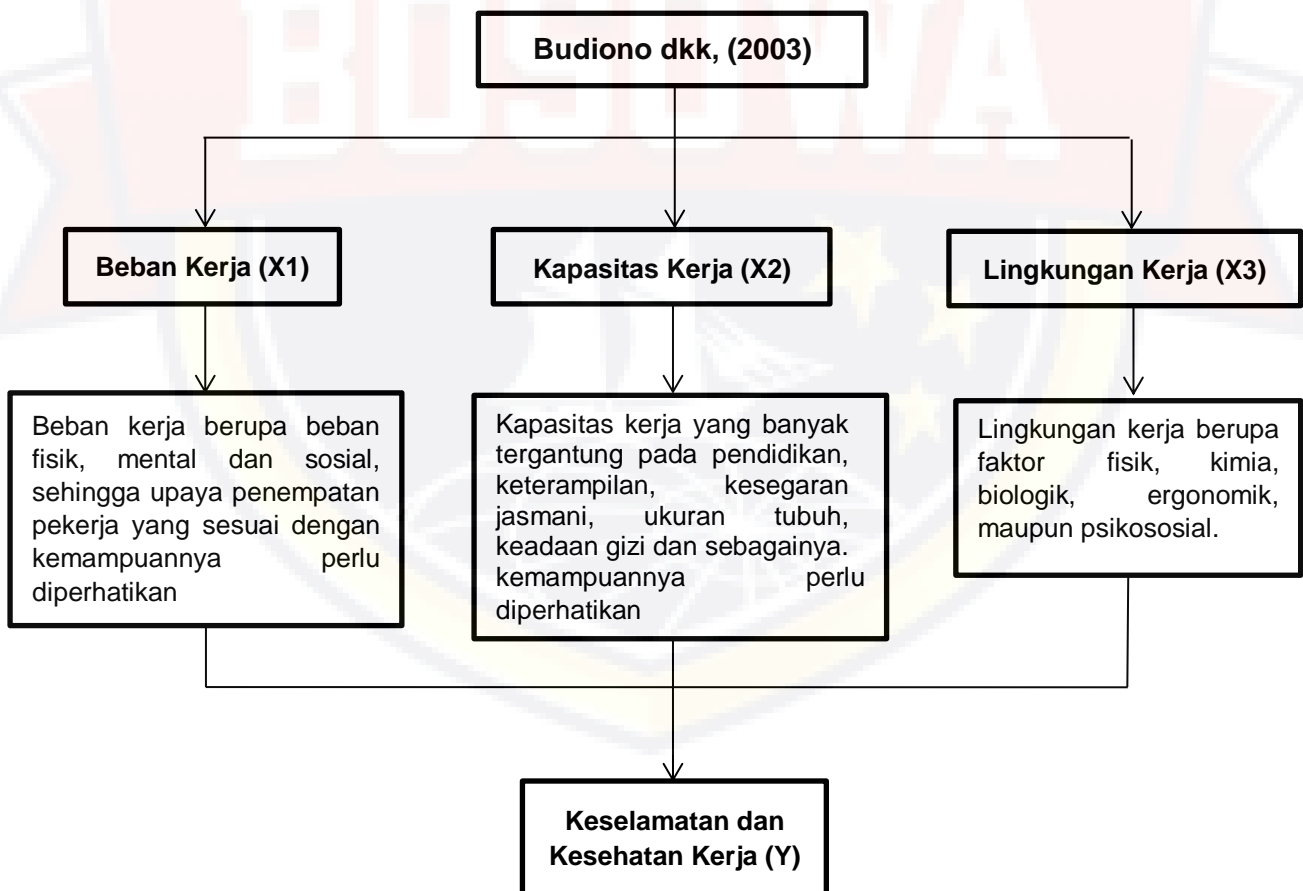 BOSOWA
Budiono dkk, (2003)
Beban Kerja (X1)
Kapasitas Kerja (X2)
Lingkungan Kerja (X3)
Beban kerja berupa beban
fisik, mental dan sosial,
sehingga upaya penempatan
pekerja yang sesuai dengan
kemampuannya perlu
diperhatikan
Kapasitas kerja yang banyak
tergantung pada pendidikan,
keterampilan, kesegaran
jasmani, ukuran tubuh,
keadaan gizi dan sebagainya.
kemampuannya perlu
diperhatikan
Lingkungan kerja berupa
faktor fisik, kimia,
biologik, ergonomik,
maupun psikososial.
Keselamatan dan
Kesehatan Kerja (Y)